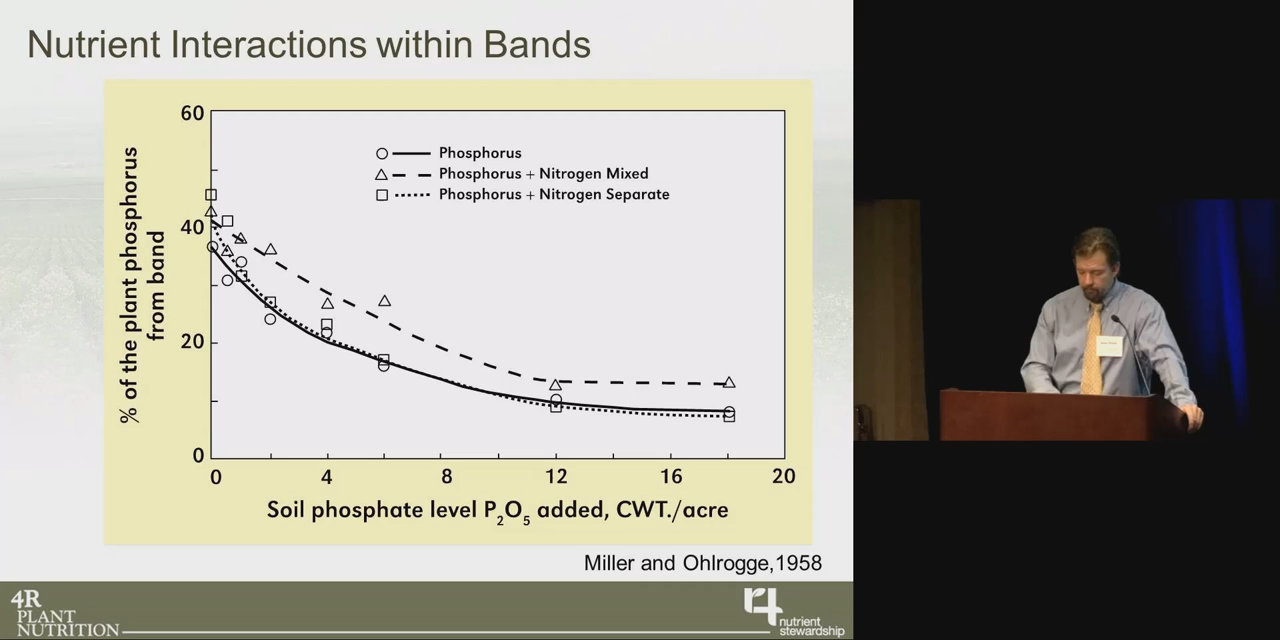 Nutrient Interactions within Bands
60
40
20
0
% of the plant phosphorus
from band
Phosphorus
Phosphorus + Nitrogen Mixed
Phosphorus + Nitrogen Separate
0 4 8 12 16 20
Soil phosphate level P2O5 added, CWT./acre
Miller and Ohlrogge,1958
4R
PLANT
NUTRITION
r4
nutrient
stewardship